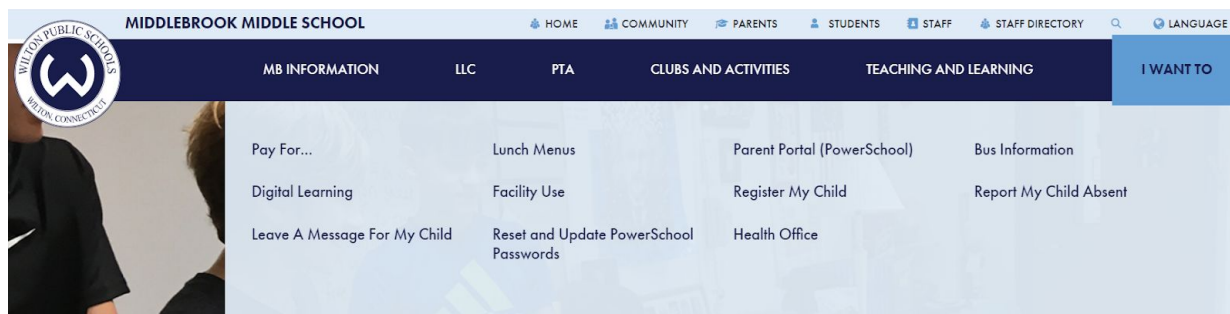 MIDDLEBROOK MIDDLE SCHOOL
HOME COMMUNITY PARENTS STUDENTS STAFF STAFF DIRECTORY LANGUAGE
WILTON PUBLIC SCHOOLS
W
WILTON, CONNECTICUT
MB INFORMATION LLC PTA CLUBS AND ACTIVITIES TEACHING AND LEARNING I WANT TO
Pay For... Lunch Menus Parent Portal (PowerSchool) Bus Information
Digital Learning Facility Use Register My Child Report My Child Absent
Leave A Message For My Child Reset and Update PowerSchool Health Office
Passwords